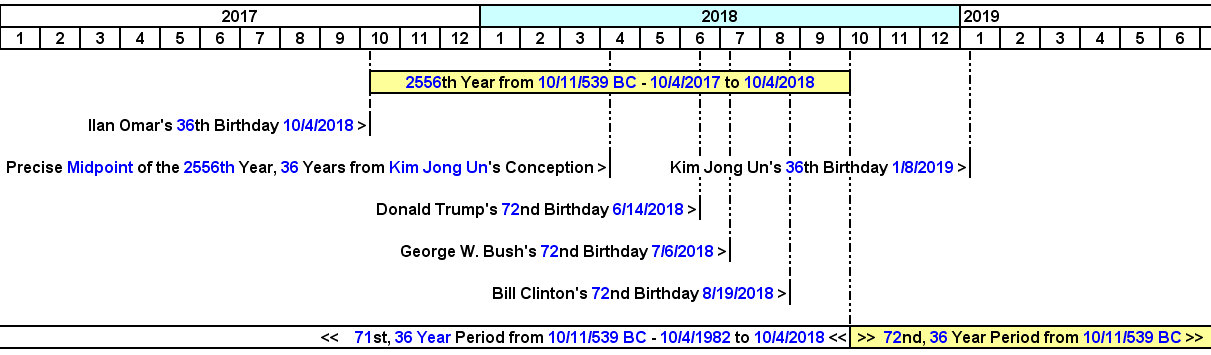 2017 2018 2019
1 2 3 4 5 6 7 8 9 10 11 12 1 2 3 4 5 6 7 8 9 10 11 12 1 2 3 4 5 6
2556th Year from 10/11/539 BC - 10/4/2017 to 10/4/2018
Ilan Omar's 36th Birthday 10/4/2018 >
Precise Midpoint of the 2556th Year, 36 Years from Kim Jong Un's Conception > Kim Jong Un's 36th Birthday 1/8/2019 >
Donald Trump's 72nd Birthday 6/14/2018 >
George W. Bush's 72nd Birthday 7/6/2018 >
Bill Clinton's 72nd Birthday 8/19/2018 >
<< 71st, 36 Year Period from 10/11/539 BC - 10/4/1982 to 10/4/2018 << >> 72nd, 36 Year Period from 10/11/539 BC >>